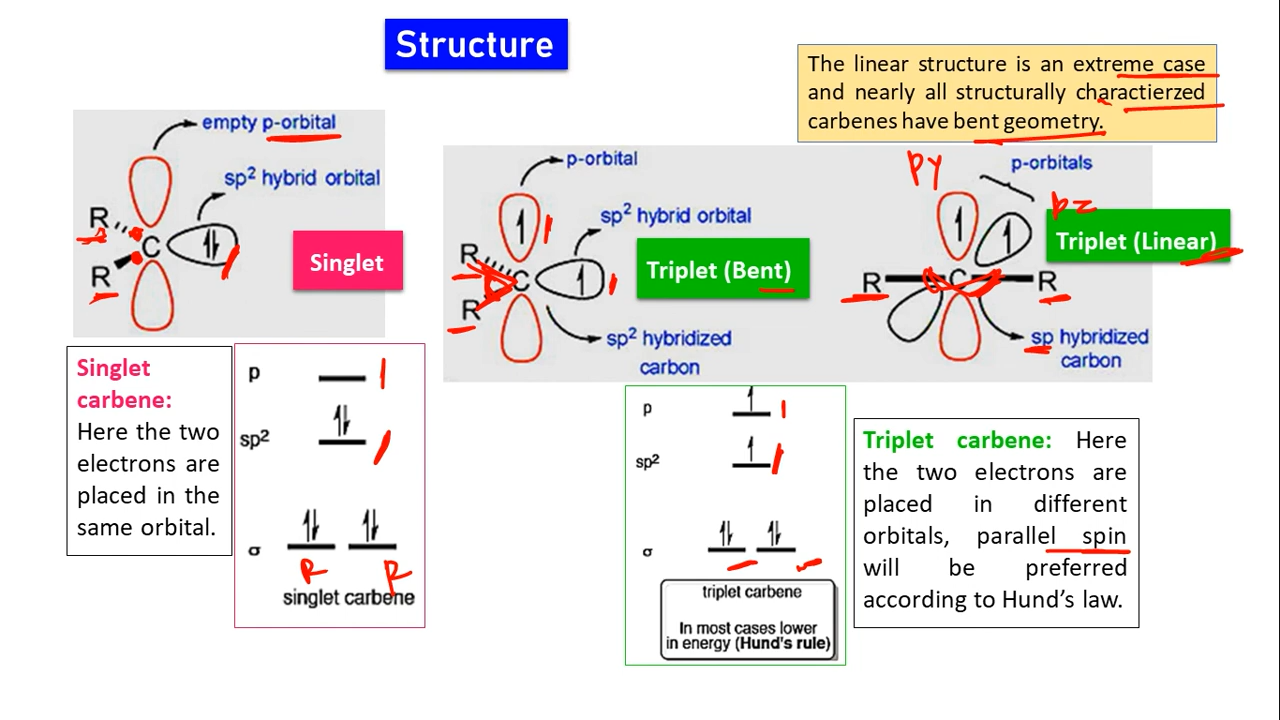 Structure
The linear structure is an extreme case
and nearly all structurally charactierzed
carbenes have bent geometry.
empty p-orbital
sp² hybrid orbital
R
C
R
Singlet
p-orbital
sp² hybrid orbital
R
C
R
Triplet (Bent)
sp² hybridized
carbon
py
p-orbitals
pz
Triplet (Linear)
R
C
R
sp hybridized
carbon
Singlet
carbene:
Here the two
electrons are
placed in the
same orbital.
p
sp²
σ
R R
singlet carbene
p
sp²
σ
triplet carbene
In most cases lower
in energy (Hund's rule)
Triplet carbene: Here
the two electrons are
placed in different
orbitals, parallel spin
will be preferred
according to Hund’s law.